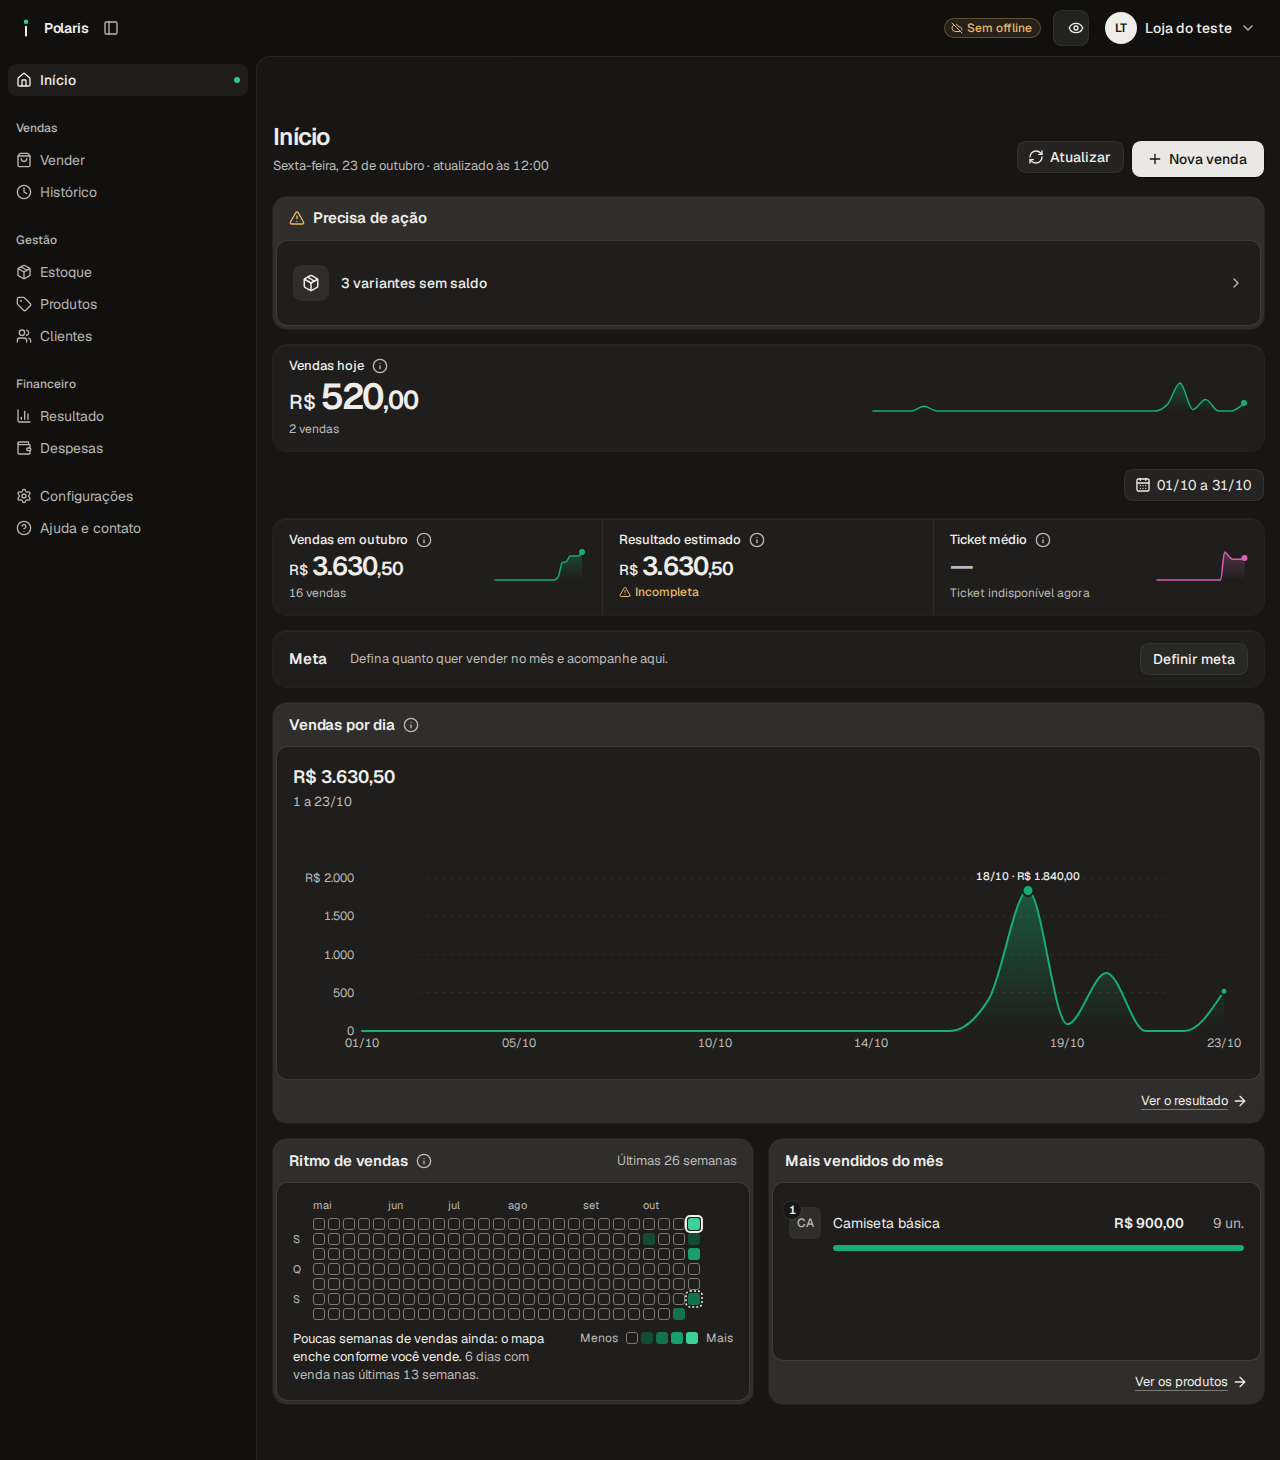 Polaris
Sem offline
LT
Loja do teste
Início
Vendas
Vender
Histórico
Gestão
Estoque
Produtos
Clientes
Financeiro
Resultado
Despesas
Configurações
Ajuda e contato
Início
Sexta-feira, 23 de outubro · atualizado às 12:00
Atualizar
Nova venda
Precisa de ação
3 variantes sem saldo
Vendas hoje
R$ 520,00
2 vendas
01/10 a 31/10
Vendas em outubro
R$ 3.630,50
16 vendas
Resultado estimado
R$ 3.630,50
Incompleta
Ticket médio
—
Ticket indisponível agora
Meta
Defina quanto quer vender no mês e acompanhe aqui.
Definir meta
Vendas por dia
R$ 3.630,50
1 a 23/10
18/10 · R$ 1.840,00
R$ 2.000
1.500
1.000
500
0
01/10 05/10 10/10 14/10 19/10 23/10
Ver o resultado
Ritmo de vendas
Últimas 26 semanas
mai jun jul ago set out
S
Q
S
Poucas semanas de vendas ainda: o mapa
enche conforme você vende. 6 dias com
venda nas últimas 13 semanas.
Menos
Mais
Mais vendidos do mês
1
CA
Camiseta básica
R$ 900,00
9 un.
Ver os produtos